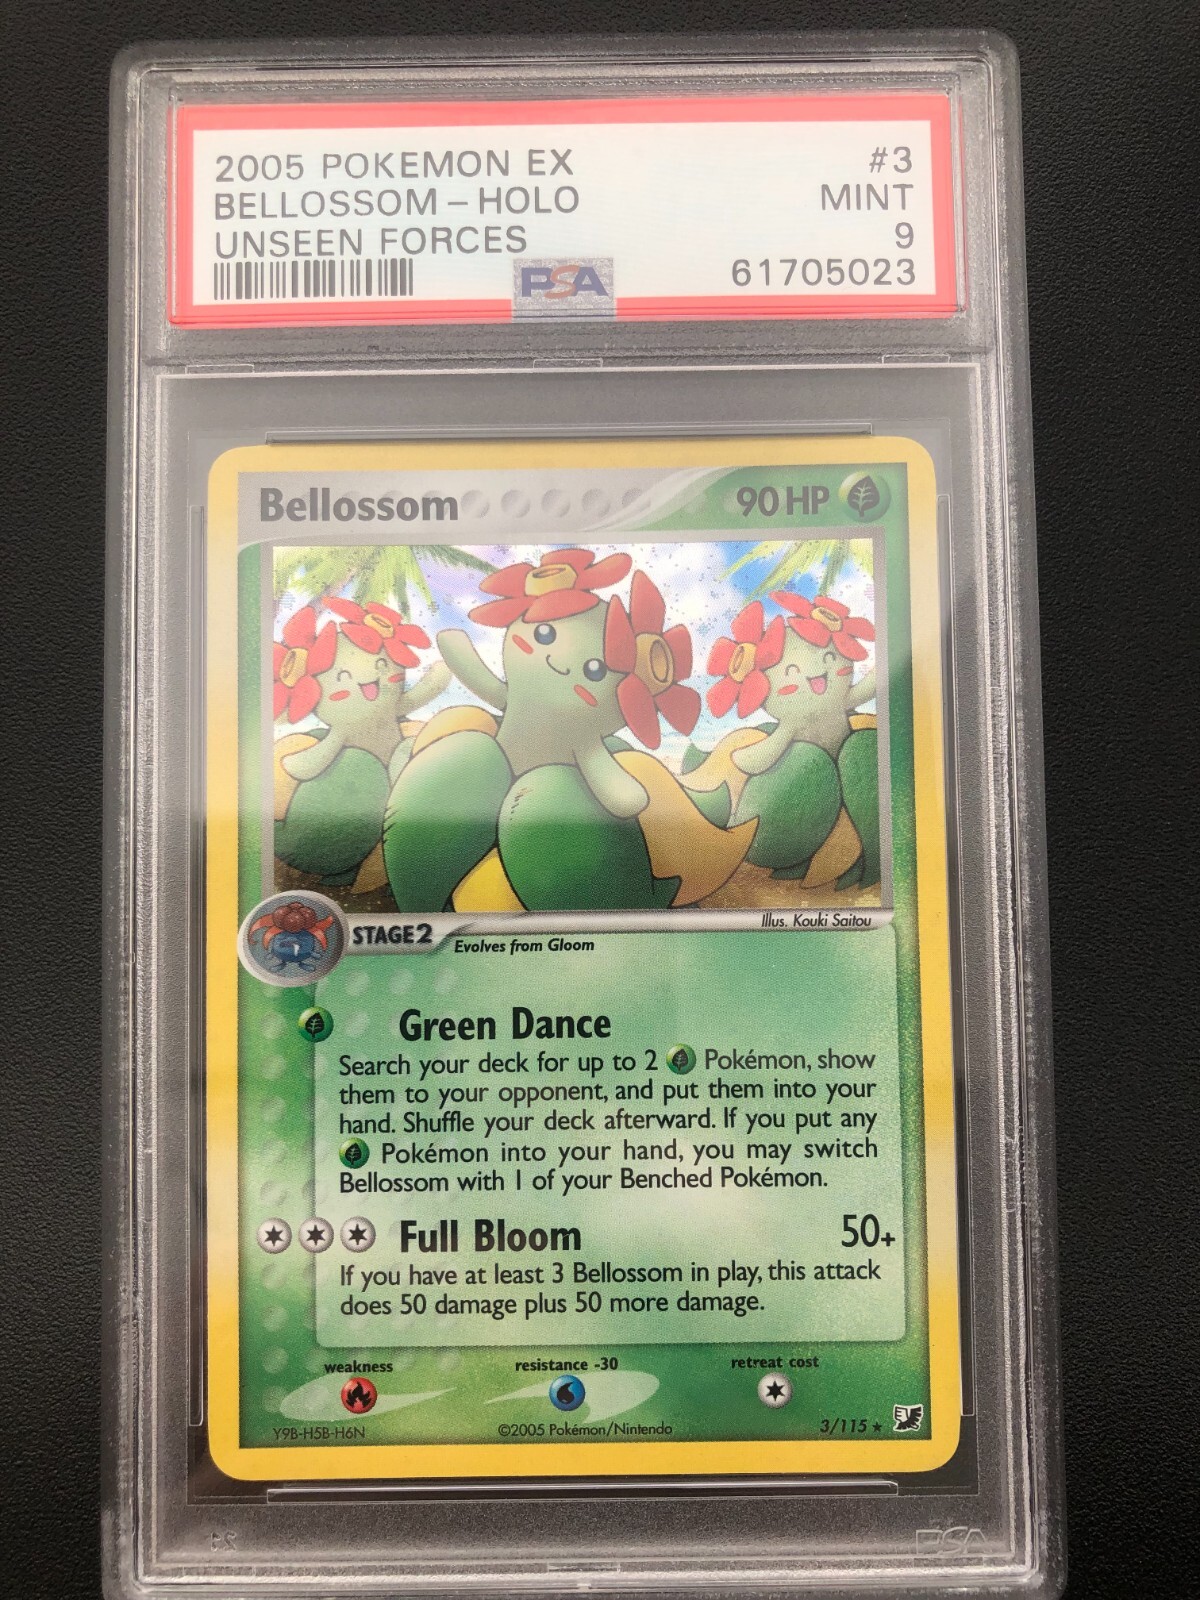 2005 POKEMON EX #3
BELLOSSOM - HOLO MINT
UNSEEN FORCES 9
PSA 61705023
Bellossom 90 HP
Illus. Kouki Saitou
STAGE2 Evolves from Gloom
Green Dance
Search your deck for up to 2 Pokémon, show
them to your opponent, and put them into your
hand. Shuffle your deck afterward. If you put any
Pokémon into your hand, you may switch
Bellossom with 1 of your Benched Pokémon.
Full Bloom 50+
If you have at least 3 Bellossom in play, this attack
does 50 damage plus 50 more damage.
weakness resistance -30 retreat cost
Y9B-H5B-H6N ©2005 Pokémon/Nintendo 3/115 ★
PSA